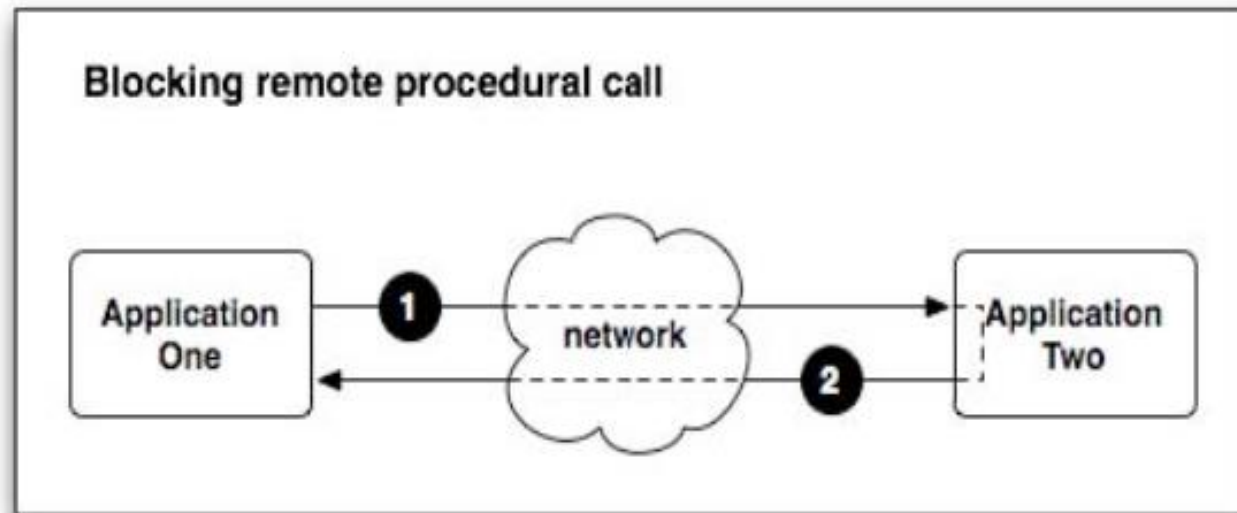 Blocking remote procedural call
Application
One
1
network
2
Application
Two